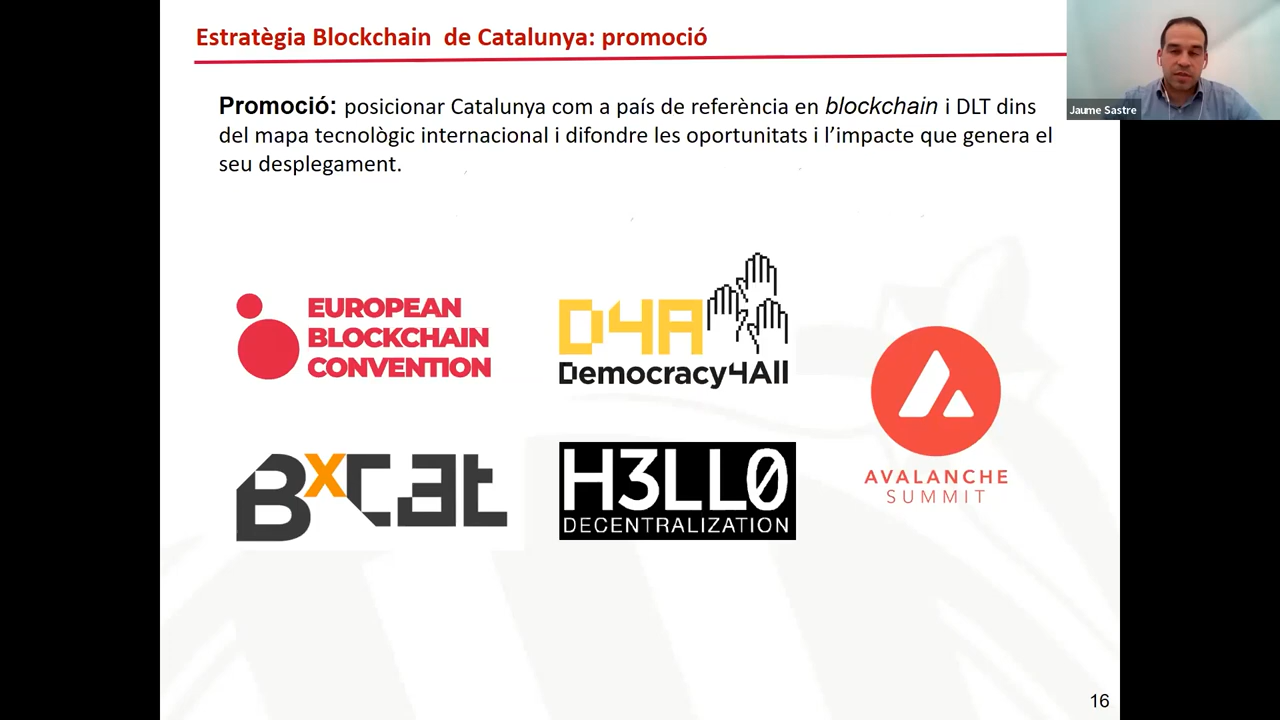 Estratègia Blockchain de Catalunya: promoció
Jaume Sastre
Promoció: posicionar Catalunya com a país de referència en blockchain i DLT dins
del mapa tecnològic internacional i difondre les oportunitats i l’impacte que genera el
seu desplegament.
EUROPEAN
BLOCKCHAIN
CONVENTION
D4A
Democracy4All
AVALANCHE
SUMMIT
BxCat
H3LL0
DECENTRALIZATION
16